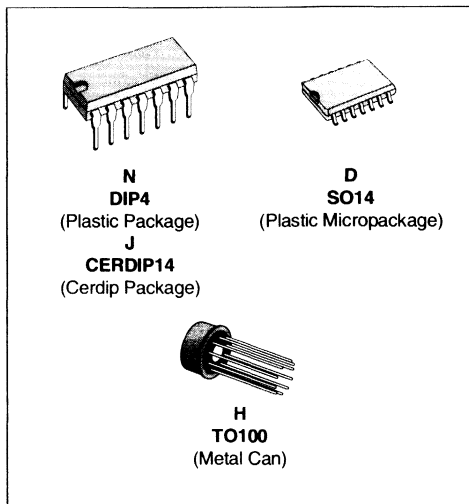 N
DIP4
(Plastic Package)
J
CERDIP14
(Cerdip Package)
D
SO14
(Plastic Micropackage)
H
TO100
(Metal Can)